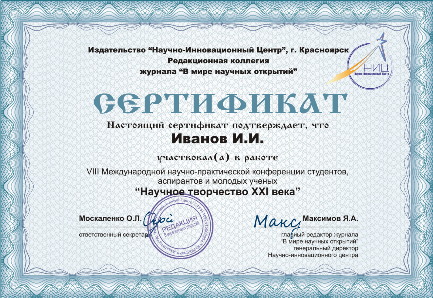 Издательство "Научно-Инновационный Центр", г. Красноярск
Редакционная коллегия
журнала "В мире научных открытий"
НИЦ
СЕРТИФИКАТ
Настоящий сертификат подтверждает, что
Иванов И.И.
участвовал(а) в работе
VIII Международной научно-практической конференции студентов,
аспирантов и молодых ученых
"Научное творчество XXI века"
Москаленко О.Л.
ответственный секретарь
РЕДАКЦИЯ
Максимов Я.А.
главный редактор журнала
"В мире научных открытий"
генеральный директор
Научно-инновационного центра